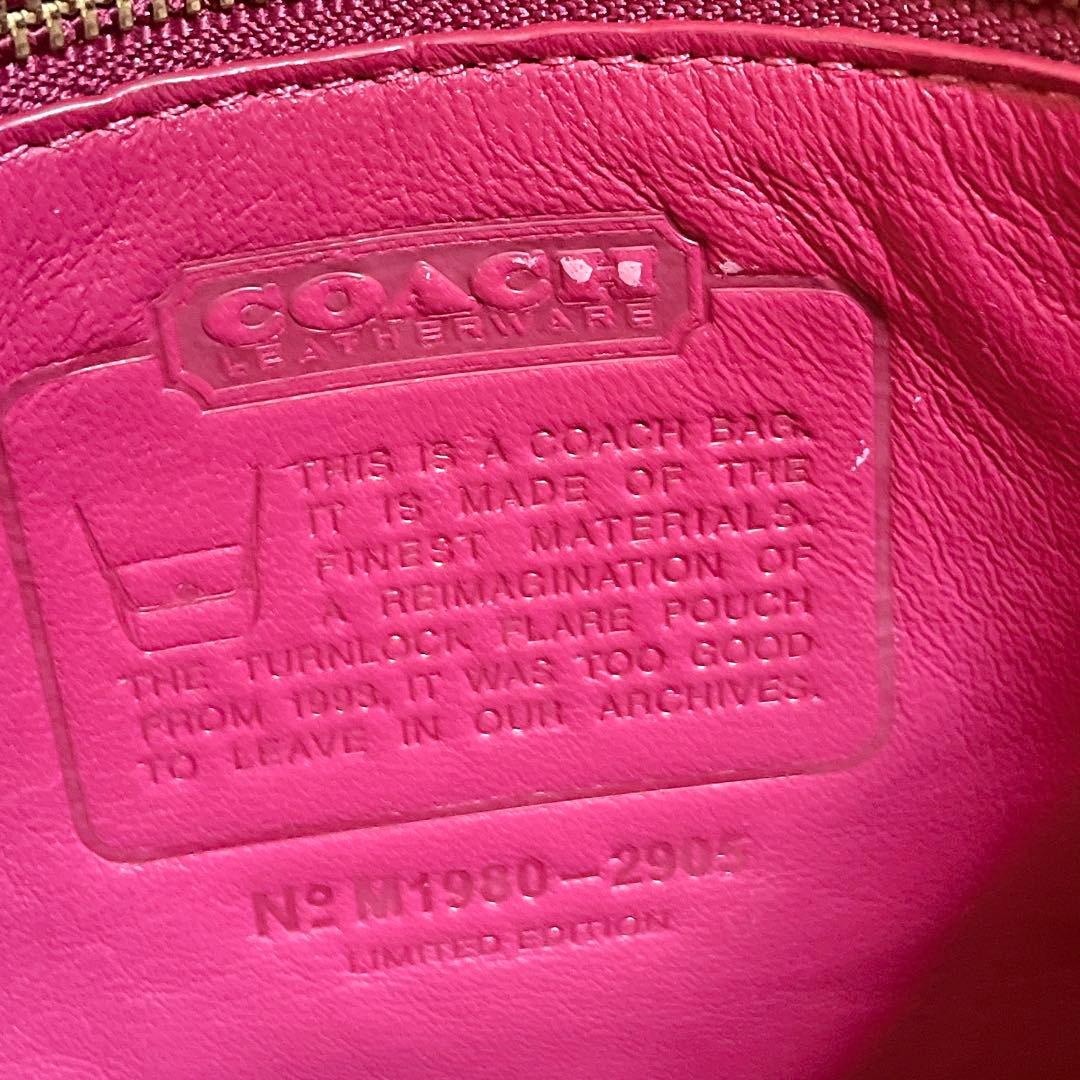 COACH
LEATHERWARE
THIS IS A COACH BAG.
IT IS MADE OF THE
FINEST MATERIALS.
A REIMAGINATION OF
THE TURNLOCK FLARE POUCH
FROM 1993, IT WAS TOO GOOD
TO LEAVE IN OUR ARCHIVES.
Nº M1980-2905
LIMITED EDITION